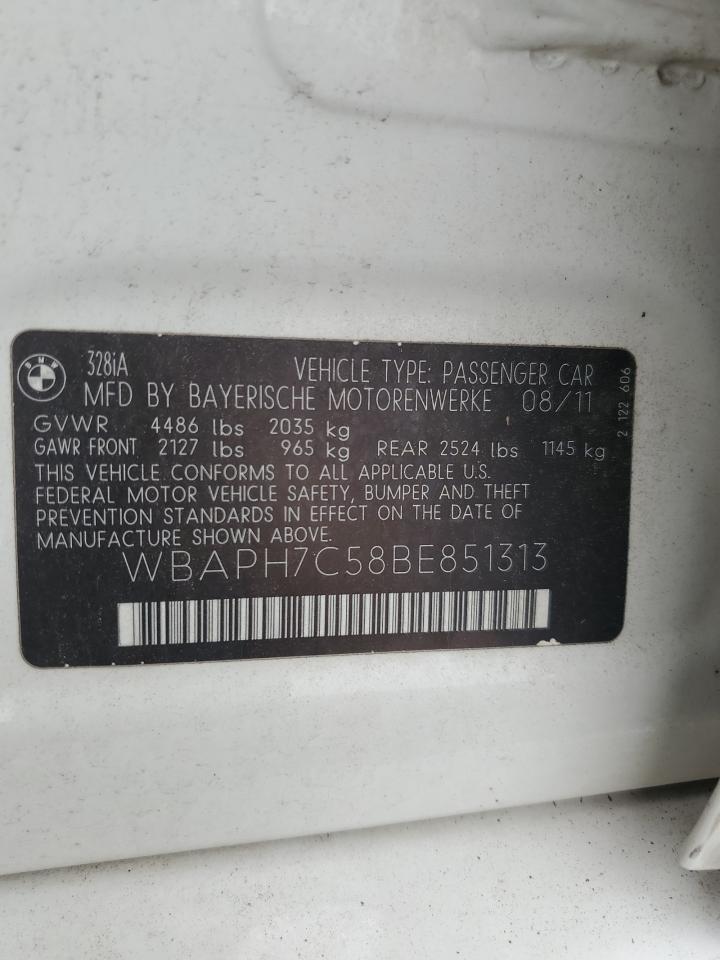 BMW
328iA VEHICLE TYPE: PASSENGER CAR
MFD BY BAYERISCHE MOTORENWERKE 08/11
GVWR 4486 lbs 2035 kg
GAWR FRONT 2127 lbs 965 kg REAR 2524 lbs 1145 kg
THIS VEHICLE CONFORMS TO ALL APPLICABLE U.S.
FEDERAL MOTOR VEHICLE SAFETY, BUMPER AND THEFT
PREVENTION STANDARDS IN EFFECT ON THE DATE OF
MANUFACTURE SHOWN ABOVE.
WBAPH7C58BE851313
2 122 606